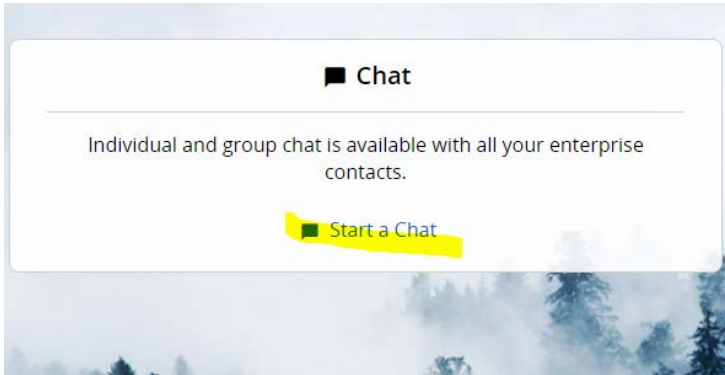 Chat
Individual and group chat is available with all your enterprise
contacts.
Start a Chat